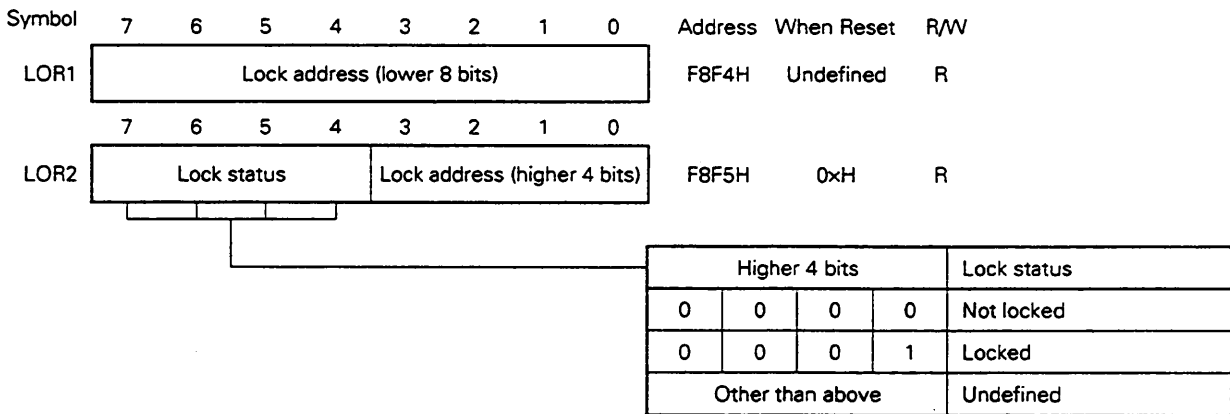 Symbol 7 6 5 4 3 2 1 0 Address When Reset R/W
LOR1 Lock address (lower 8 bits) F8F4H Undefined R
7 6 5 4 3 2 1 0
LOR2 Lock status Lock address (higher 4 bits) F8F5H 0×H R
Higher 4 bits Lock status
0 0 0 0 Not locked
0 0 0 1 Locked
Other than above Undefined